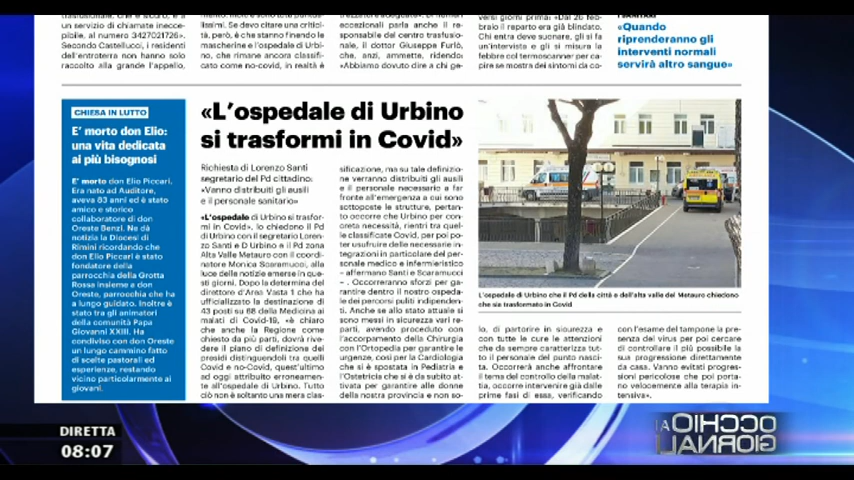 trasfusionale, che è sicuro, e a
un servizio di chiamate inecce-
pibile, al numero 3427021726».
Secondo Castellucci, i residenti
dell'entroterra non hanno solo
raccolto alla grande l'appello,
lissimi. Se devo citare una critici-
tà, però, è che stanno finendo le
mascherine e l'ospedale di Urbi-
no, che rimane ancora classifi-
cato come no-covid, in realtà è
eccezionali parla anche il re-
sponsabile del centro trasfusio-
nale, il dottor Giuseppe Furlò,
che, anzi, ammette, ridendo:
«Abbiamo dovuto dire a chi ge-
versi giorni prima: «Dal 26 feb-
braio il reparto era già blindato.
Chi entra deve suonare, gli si fa
un'intervista e gli si misura la
febbre col termoscanner per ca-
pire se mostra dei sintomi da co-
«Quando
riprenderanno gli
interventi normali
servirà altro sangue»
CHIESA IN LUTTO
E' morto don Elio:
una vita dedicata
ai più bisognosi
E' morto don Elio Piccari.
Era nato ad Auditore,
aveva 83 anni ed è stato
amico e storico
collaboratore di don
Oreste Benzi. Ne dà
notizia la Diocesi di
Rimini ricordando che
don Elio Piccari è stato
fondatore della
parrocchia della Grotta
Rossa insieme a don
Oreste, parrocchia che ha
a lungo guidato. Inoltre è
stato tra gli animatori
della comunità Papa
Giovanni XXIII. Ha
condiviso con don Oreste
un lungo cammino fatto
di scelte pastorali ed
esperienze, restando
vicino particolarmente ai
giovani.
«L'ospedale di Urbino
si trasformi in Covid»
Richiesta di Lorenzo Santi
segretario del Pd cittadino:
«Vanno distribuiti gli ausili
e il personale sanitario»
«L'ospedale di Urbino si trasfor-
mi in Covid», lo chiedono il Pd
di Urbino con il segretario Loren-
zo Santi e D Urbino e il Pd zona
Alta Valle Metauro con il coordi-
natore Monica Scaramucci, alla
luce della notizie emerse in que-
sti giorni. Dopo la determina del
direttore d'Area Vasta 1 che ha
ufficializzato la destinazione di
43 posti su 68 della Medicina ai
malati di Covid-19, «è chiaro
che anche la Regione come
chiesto da più parti, dovrà rive-
dere il piano di definizione dei
presidi distinguendoli tra quelli
Covid e no-Covid, quest'ultimo
ad oggi attribuito erroneamen-
te all'ospedale di Urbino. Tutto
ciò non è soltanto una mera clas-
sificazione, ma su tale definizio-
ne verranno distribuiti gli ausili
e il personale necessario a far
fronte all'emergenza a cui sono
sottoposte le strutture, pertan-
to occorre che Urbino per con-
creta necessità, rientri tra quel-
le classificate Covid, per poi po-
ter usufruire delle necessarie in-
tegrazioni in particolare del per-
sonale medico e infermieristico
– affermano Santi e Scaramucci
-. Occorreranno sforzi per ga-
rantire dentro il nostro ospeda-
le dei percorsi puliti indipenden-
ti. Anche se allo stato attuale si
sono messi in sicurezza vari re-
parti, avendo proceduto con
l'accorpamento della Chirurgia
con l'Ortopedia per garantire le
urgenze, così per la Cardiologia
che si è spostata in Pediatria e
l'Ostetricia che si è da subito at-
tivata per garantire alle donne
della nostra provincia e non so-
L'ospedale di Urbino che il Pd della città e dell'alta valle del Metauro chiedono
che sia trasformato in Covid
lo, di partorire in sicurezza e
con tutte le cure e attenzioni
che da sempre caratterizza tut-
to il personale del punto nasci-
ta. Occorrerà anche affrontare
il tema del controllo della malat-
tia, occorre intervenire già dalle
prime fasi di essa, verificando
con l'esame del tampone la pre-
senza del virus per poi cercare
di controllare il più possibile la
sua progressione direttamente
da casa. Vanno evitati progres-
sioni pericolose che poi porta-
no velocemente alla terapia in-
tensiva».
DIRETTA
08:07
OCCHIO AI
GIORNALI